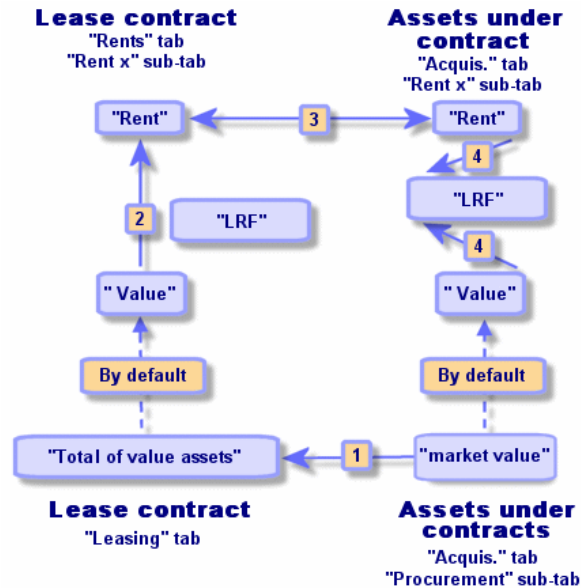 Lease contract
"Rents" tab
"Rent x" sub-tab
Assets under
contract
"Acquis." tab
"Rent x" sub-tab
"Rent"
3
"Rent"
4
2
"LRF"
"LRF"
4
" Value"
" Value"
By default
By default
"Total of value assets"
1
"market value"
Lease contract
"Leasing" tab
Assets under
contracts
"Acquis." tab
"Procurement" sub-tab